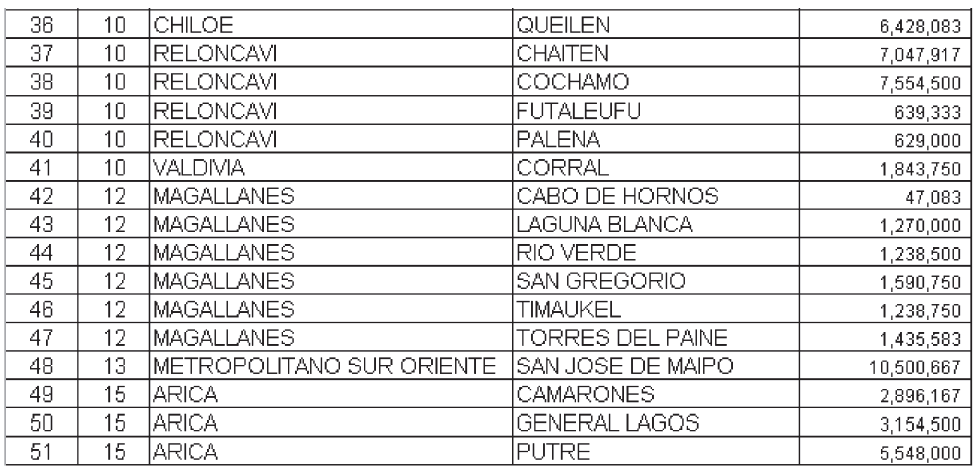 36 10 CHILOE QUEILEN 6,428,083
37 10 RELONCAVI CHAITEN 7,047,917
38 10 RELONCAVI COCHAMO 7,554,500
39 10 RELONCAVI FUTALEUFU 639,333
40 10 RELONCAVI PALENA 629,000
41 10 VALDIVIA CORRAL 1,843,750
42 12 MAGALLANES CABO DE HORNOS 47,083
43 12 MAGALLANES LAGUNA BLANCA 1,270,000
44 12 MAGALLANES RIO VERDE 1,238,500
45 12 MAGALLANES SAN GREGORIO 1,590,750
46 12 MAGALLANES TIMAUKEL 1,238,750
47 12 MAGALLANES TORRES DEL PAINE 1,435,583
48 13 METROPOLITANO SUR ORIENTE SAN JOSE DE MAIPO 10,500,667
49 15 ARICA CAMARONES 2,896,167
50 15 ARICA GENERAL LAGOS 3,154,500
51 15 ARICA PUTRE 5,548,000